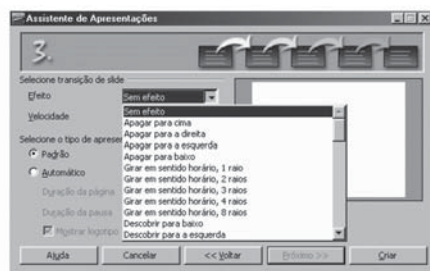 Assistente de Apresentações
3.
Selecione transição de slide
Efeito
Sem efeito
Velocidade
Sem efeito
Apagar para cima
Apagar para a direita
Apagar para a esquerda
Apagar para baixo
Girar em sentido horário, 1 raio
Girar em sentido horário, 2 raios
Girar em sentido horário, 3 raios
Girar em sentido horário, 4 raios
Girar em sentido horário, 8 raios
Descobrir para baixo
Descobrir para a esquerda
Selecione o tipo de apreser
Padrão
Automático
Duração da página
Duração da pausa
Mostrar logotipo
Ajuda
Cancelar
<< Voltar
Próximo >>
Criar